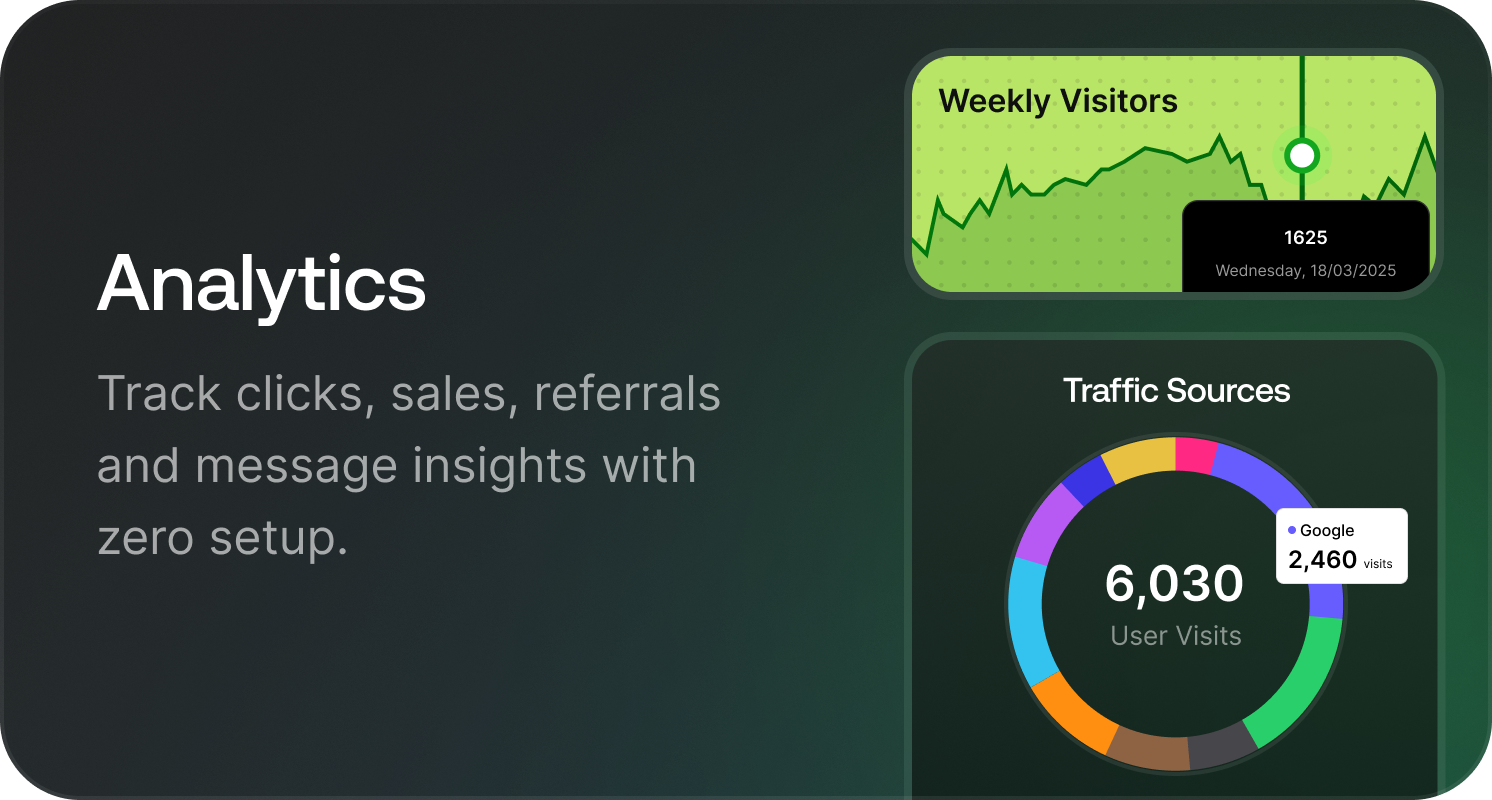 Analytics
Track clicks, sales, referrals
and message insights with
zero setup.
Weekly Visitors
1625
Wednesday, 18/03/2025
Traffic Sources
Google
2,460 visits
6,030
User Visits